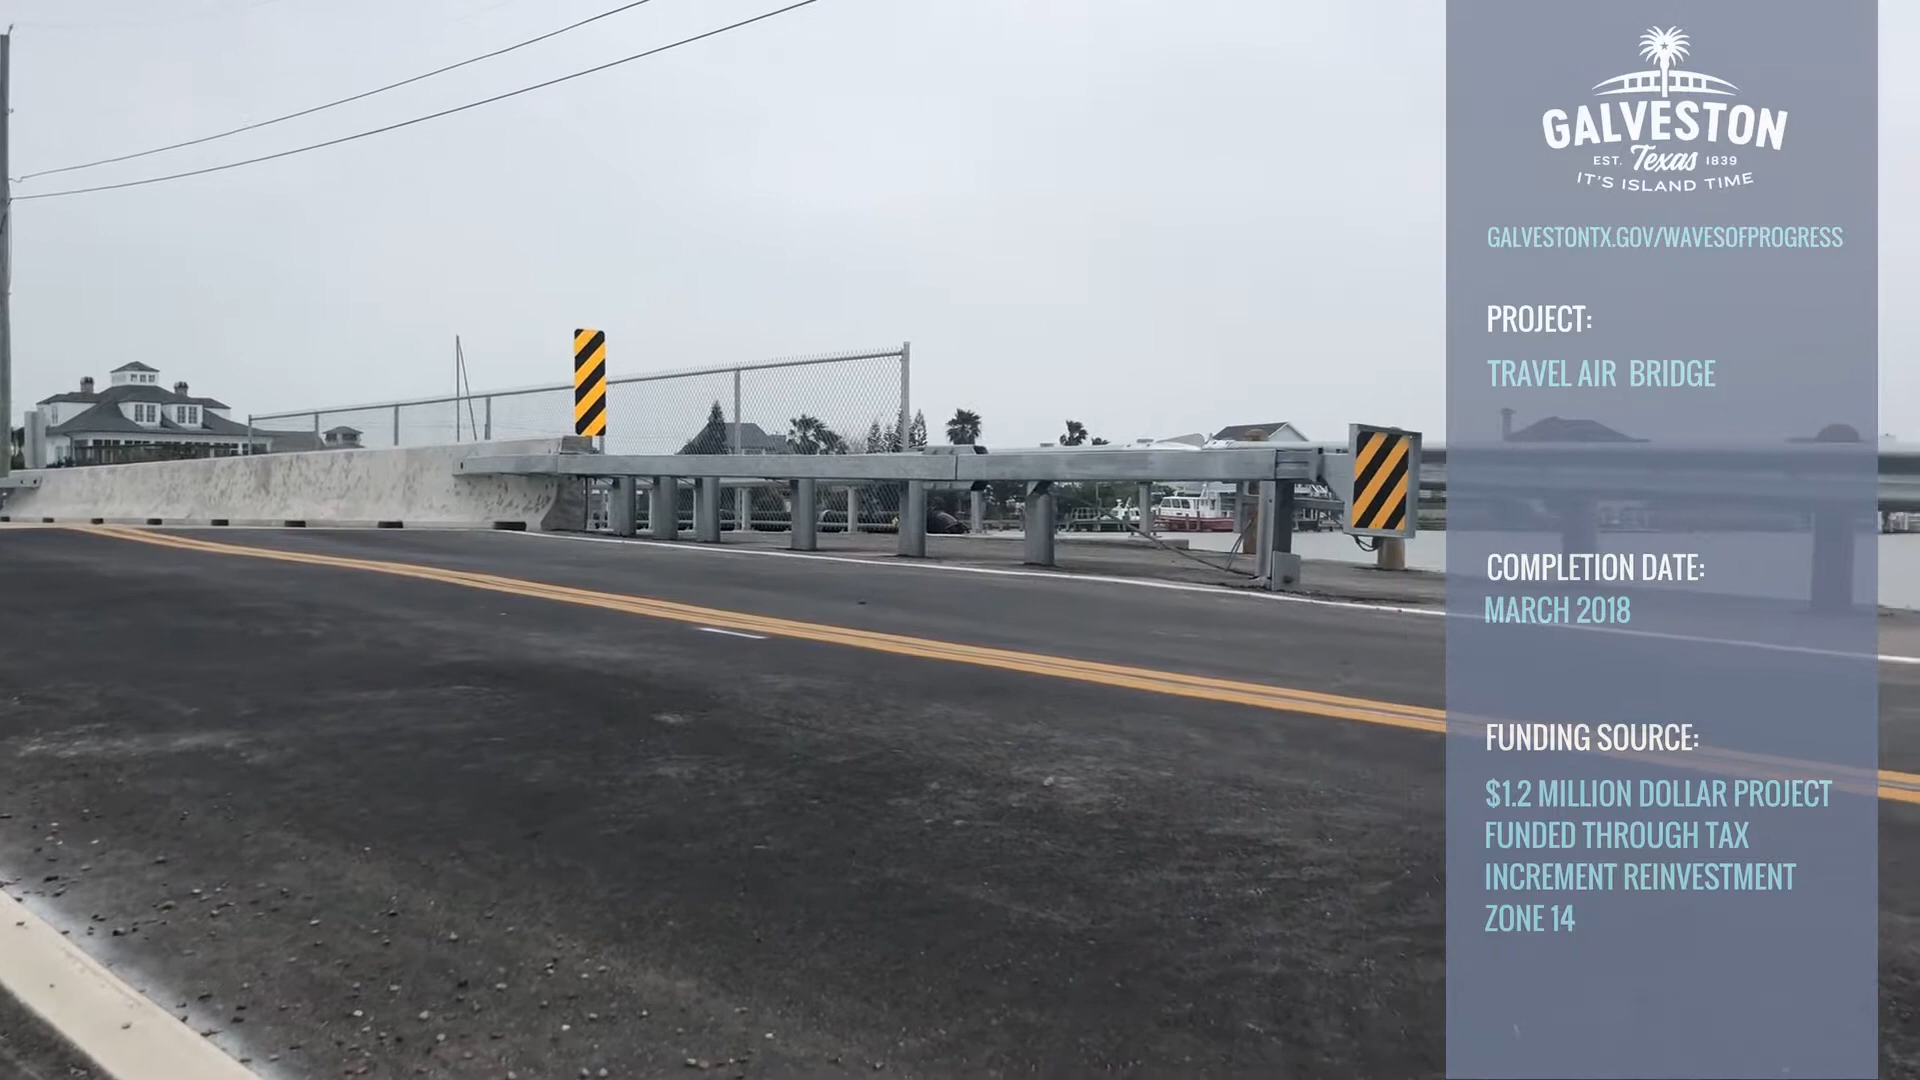 GALVESTON
EST. Texas 1839
IT'S ISLAND TIME
GALVESTONTX.GOV/WAVESOFPROGRESS
PROJECT:
TRAVEL AIR BRIDGE
COMPLETION DATE:
MARCH 2018
FUNDING SOURCE:
$1.2 MILLION DOLLAR PROJECT
FUNDED THROUGH TAX
INCREMENT REINVESTMENT
ZONE 14